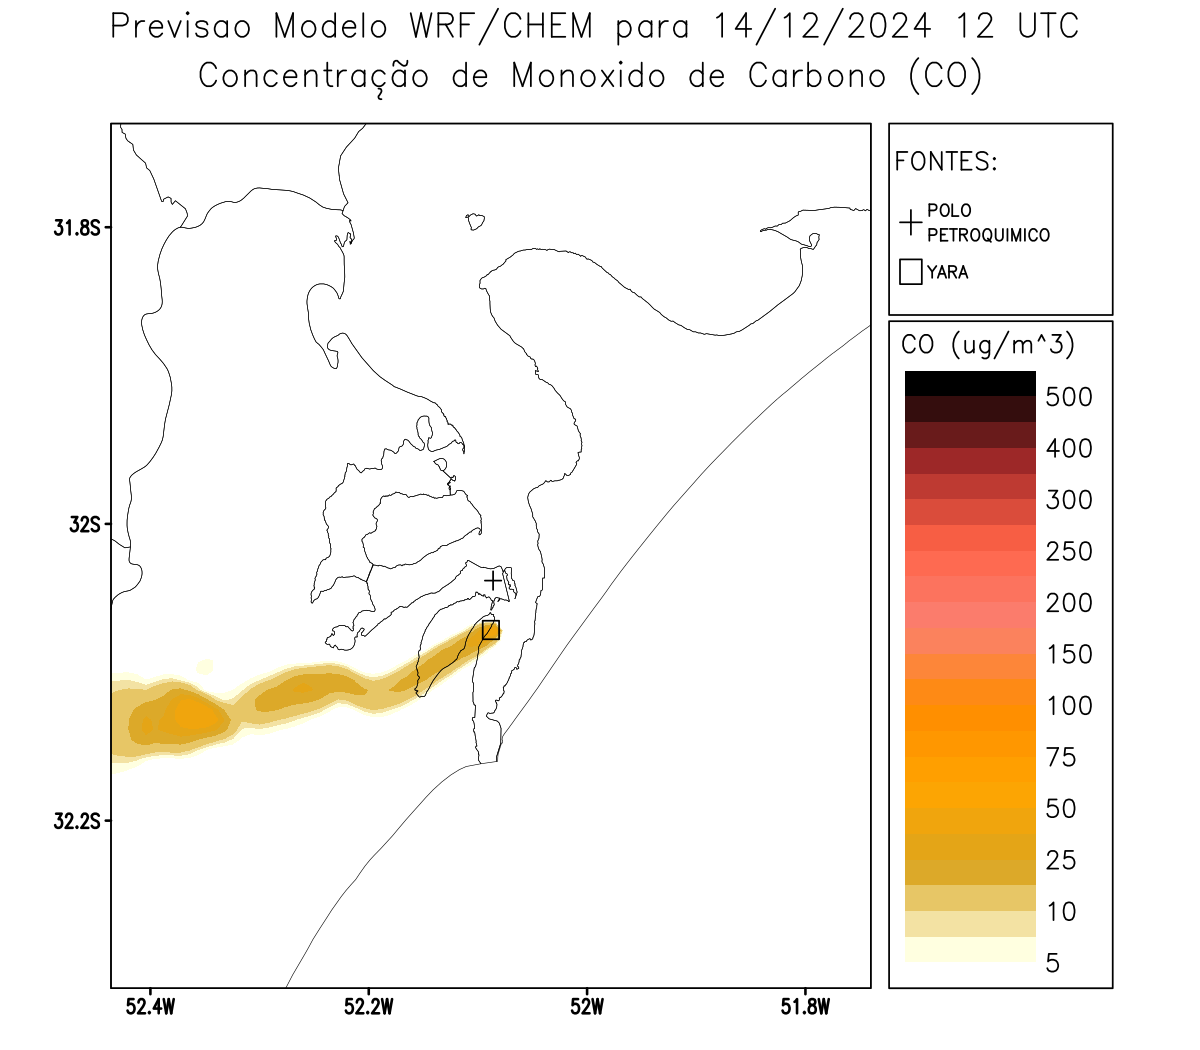 Previsao Modelo WRF/CHEM para 14/12/2024 12 UTC
Concentração de Monoxido de Carbono (CO)
FONTES:
POLO
PETROQUIMICO
YARA
CO (ug/m^3)
500
400
300
250
200
150
100
75
50
25
10
5
31.8S
32S
32.2S
52.4W
52.2W
52W
51.8W